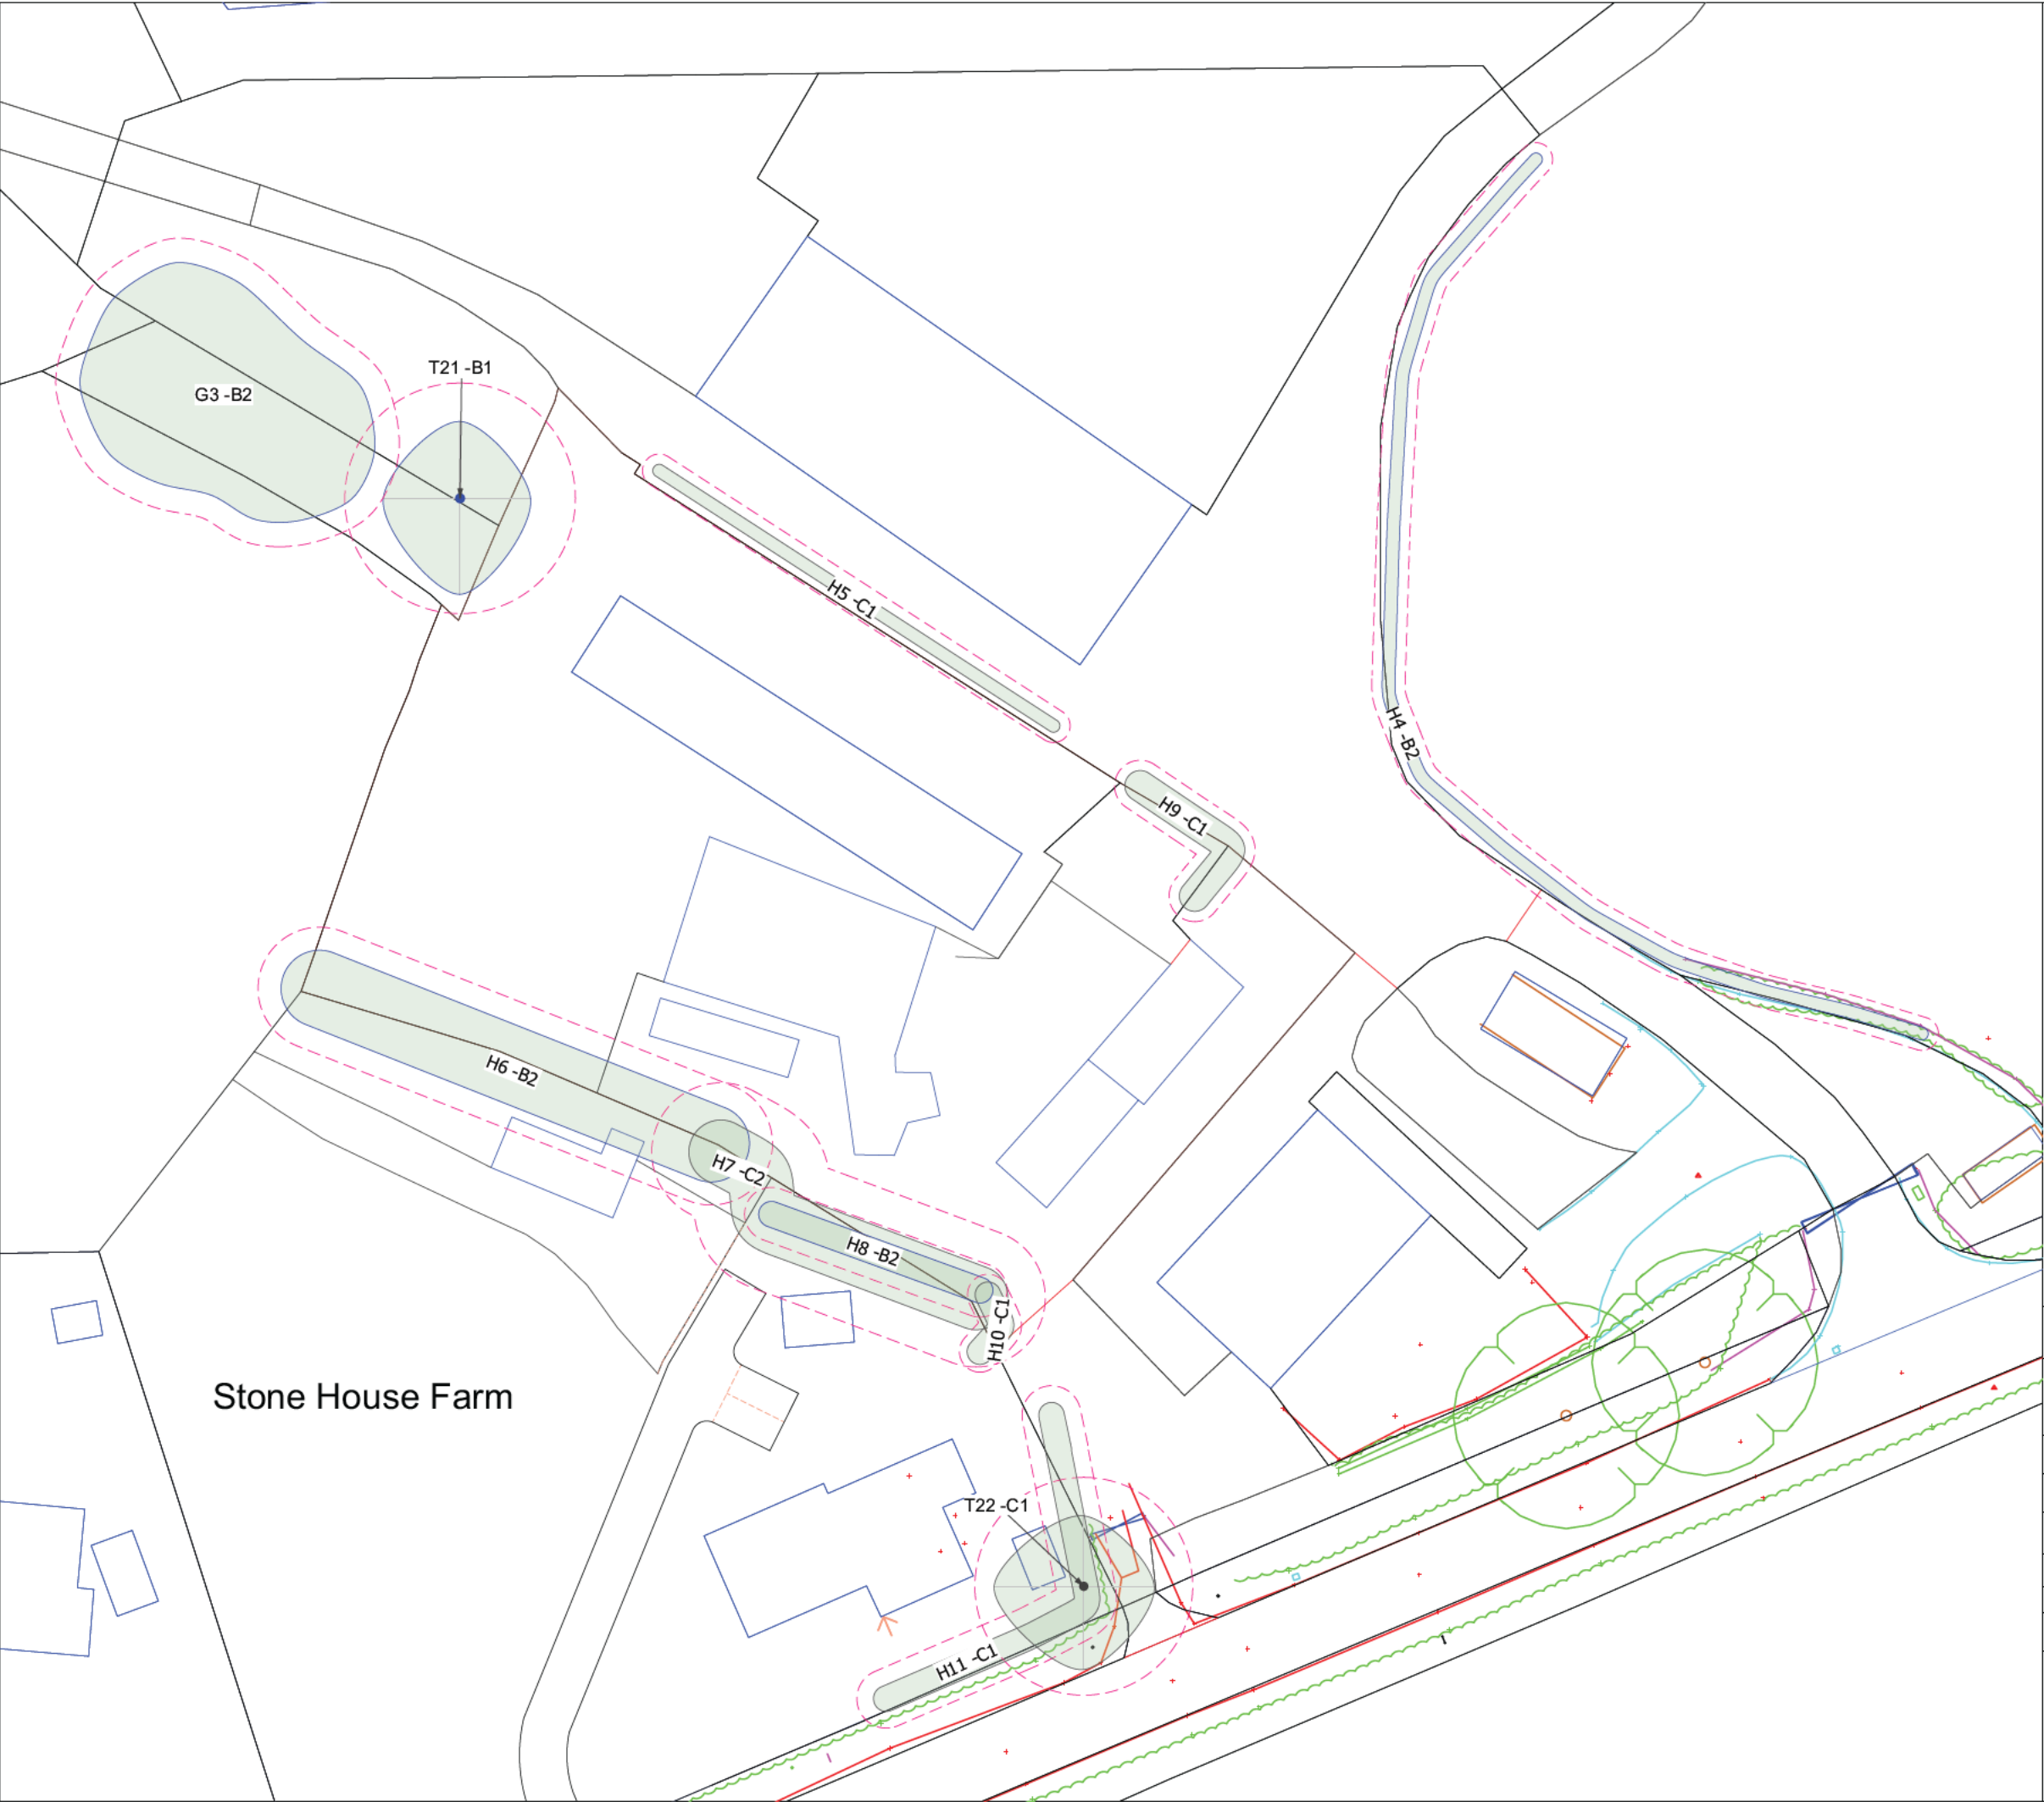 T21 -B1
G3 -B2
H5 -C1
H4 -B2
H9 -C1
H6 -B2
H7 -C2
H8 -B2
H10 -C1
Stone House Farm
T22 -C1
H11 -C1